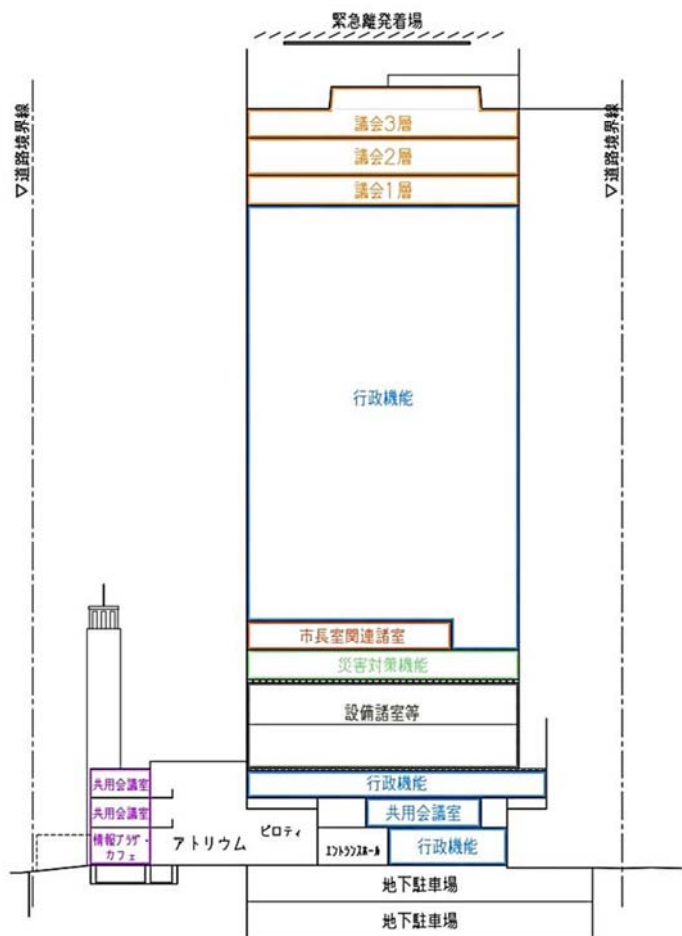 緊急離発着場
▽道路境界線
▽道路境界線
議会3層
議会2層
議会1層
行政機能
市長室関連諸室
災害対策機能
設備諸室等
共用会議室
行政機能
共用会議室
共用会議室
情報プラザ・
カフェ
アトリウム
ピロティ
エントランスホール
行政機能
地下駐車場
地下駐車場